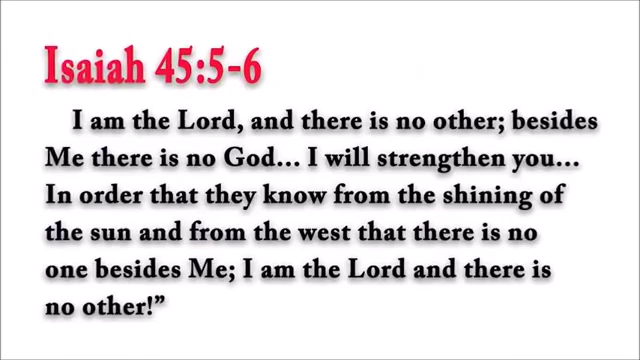 Isaiah 45:5-6
I am the Lord, and there is no other; besides
Me there is no God... I will strengthen you...
In order that they know from the shining of
the sun and from the west that there is no
one besides Me; I am the Lord and there is
no other!”